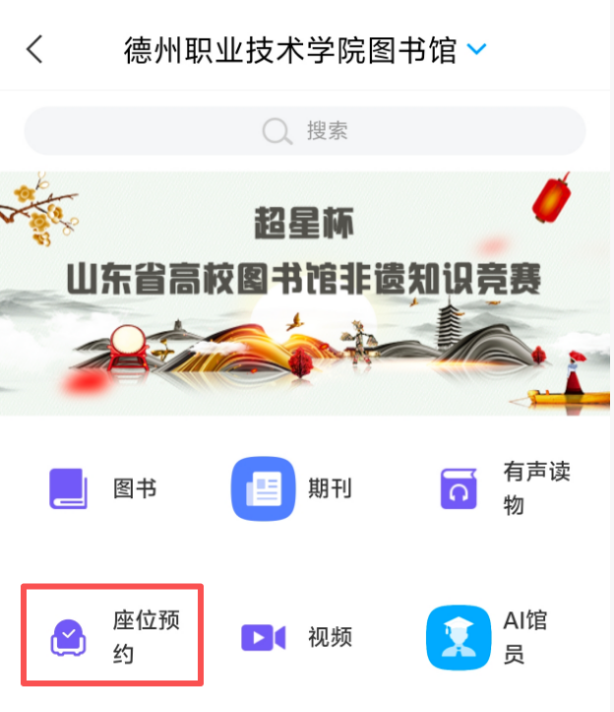 德州职业技术学院图书馆
搜索
超星杯
山东省高校图书馆非遗知识竞赛
图书
期刊
有声读
物
座位预
约
视频
AI馆
员